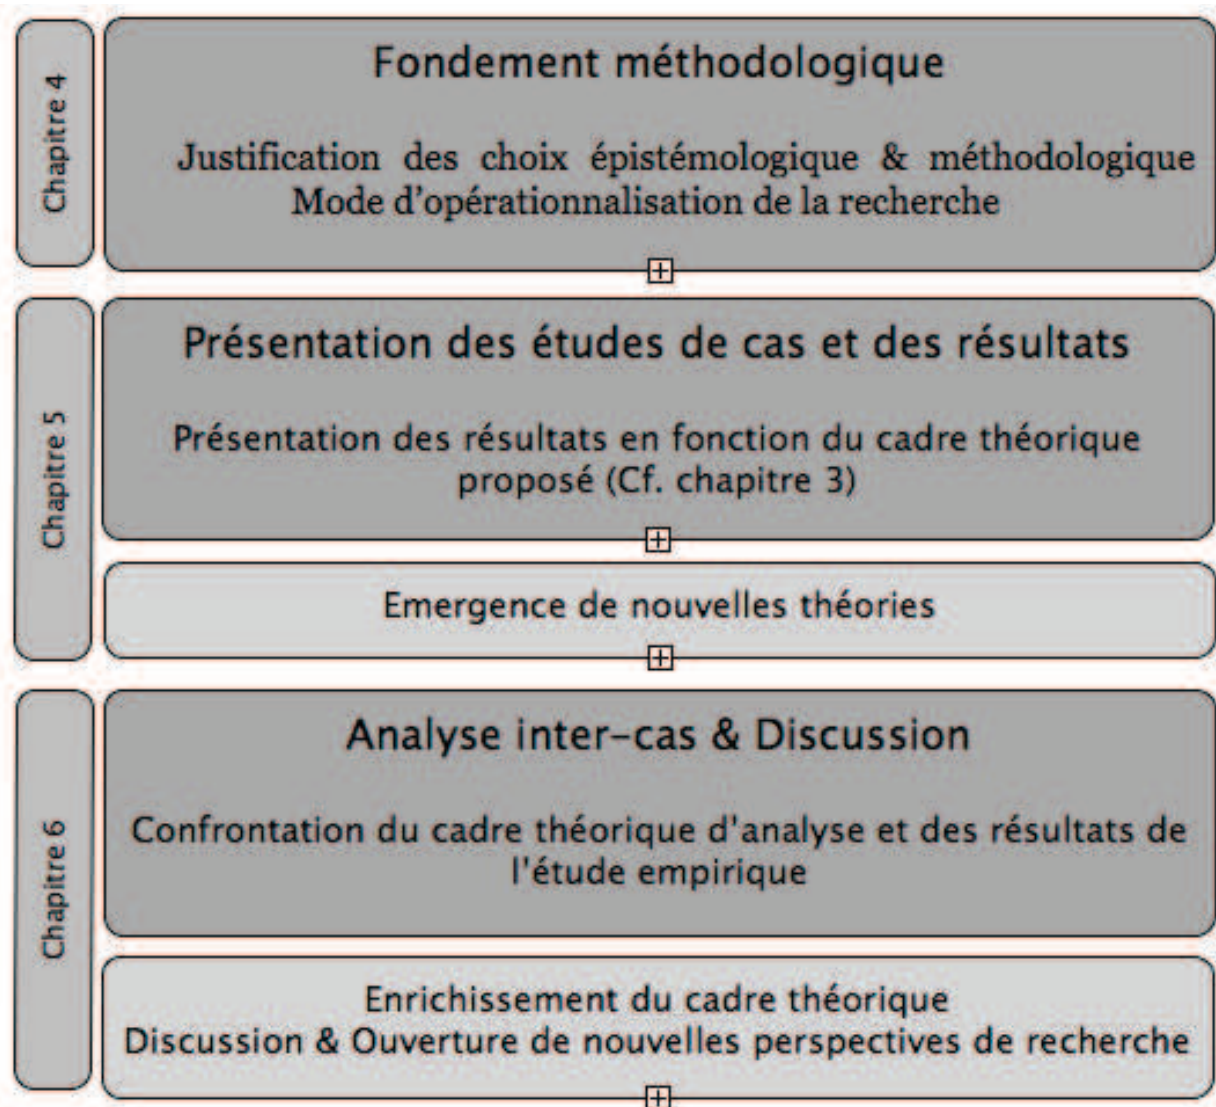 Chapitre 4
Fondement méthodologique
Justification des choix épistémologique & méthodologique
Mode d'opérationnalisation de la recherche
Chapitre 5
Présentation des études de cas et des résultats
Présentation des résultats en fonction du cadre théorique
proposé (Cf. chapitre 3)
Emergence de nouvelles théories
Chapitre 6
Analyse inter-cas & Discussion
Confrontation du cadre théorique d'analyse et des résultats de
l'étude empirique
Enrichissement du cadre théorique
Discussion & Ouverture de nouvelles perspectives de recherche